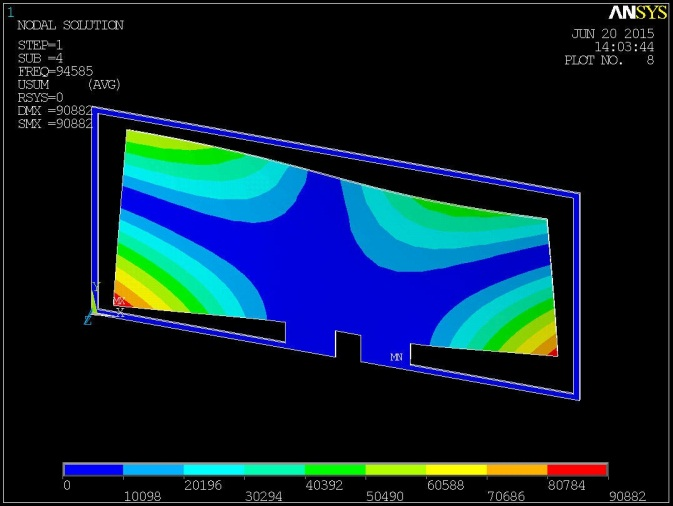 1
ANSYS
NODAL SOLUTION
JUN 20 2015
STEP=1
14:03:44
SUB =4
PLOT NO. 8
FREQ=94585
USUM (AVG)
RSYS=0
DMX =90882
SMX =90882
Y
MX
X
Z
MN
0 20196 40392 60588 80784
10098 30294 50490 70686 90882